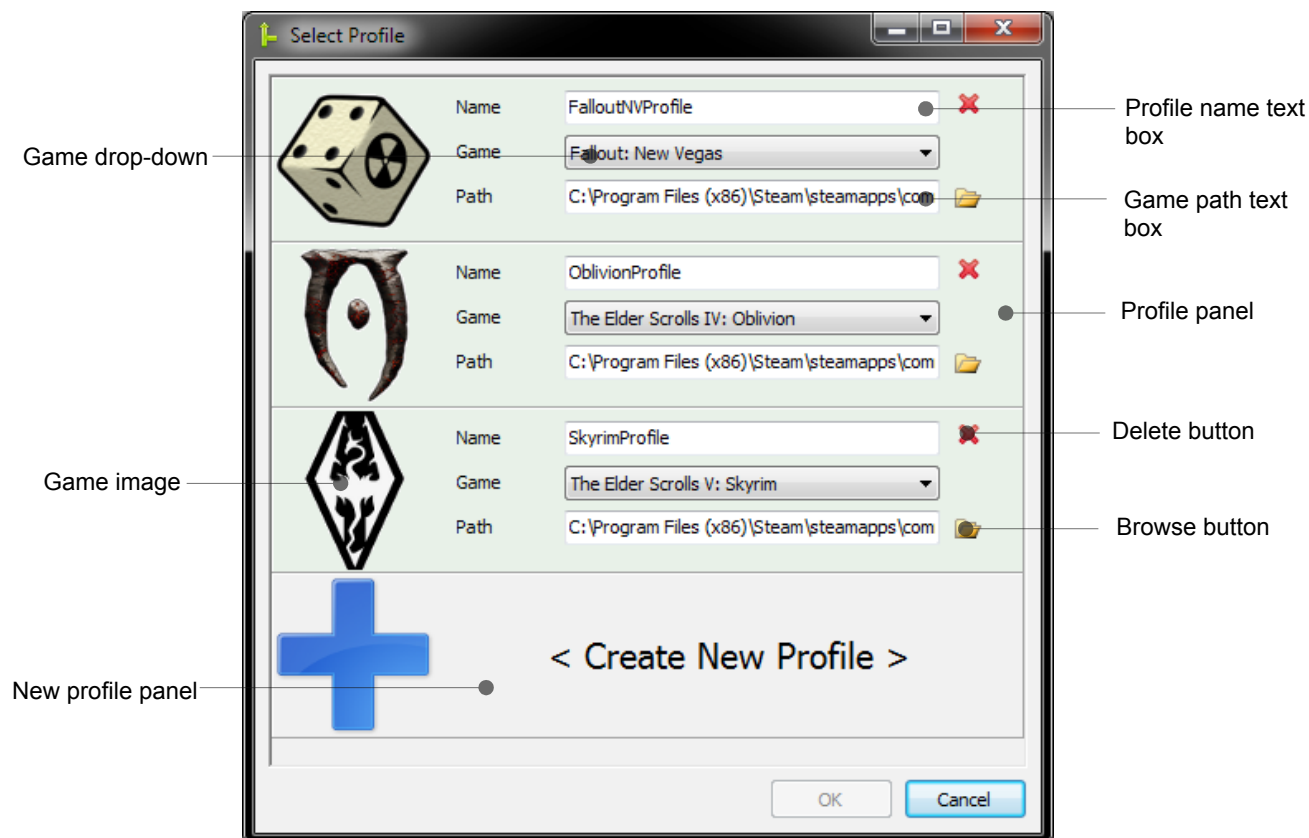 Select Profile
Name
FalloutNVProfile
Profile name text
box
Game drop-down
Game
Fallout: New Vegas
Path
C:\Program Files (x86)\Steam\steamapps\com
Game path text
box
Name
OblivionProfile
Game
The Elder Scrolls IV: Oblivion
Profile panel
Path
C:\Program Files (x86)\Steam\steamapps\com
Name
SkyrimProfile
Delete button
Game image
Game
The Elder Scrolls V: Skyrim
Path
C:\Program Files (x86)\Steam\steamapps\com
Browse button
< Create New Profile >
New profile panel
OK
Cancel